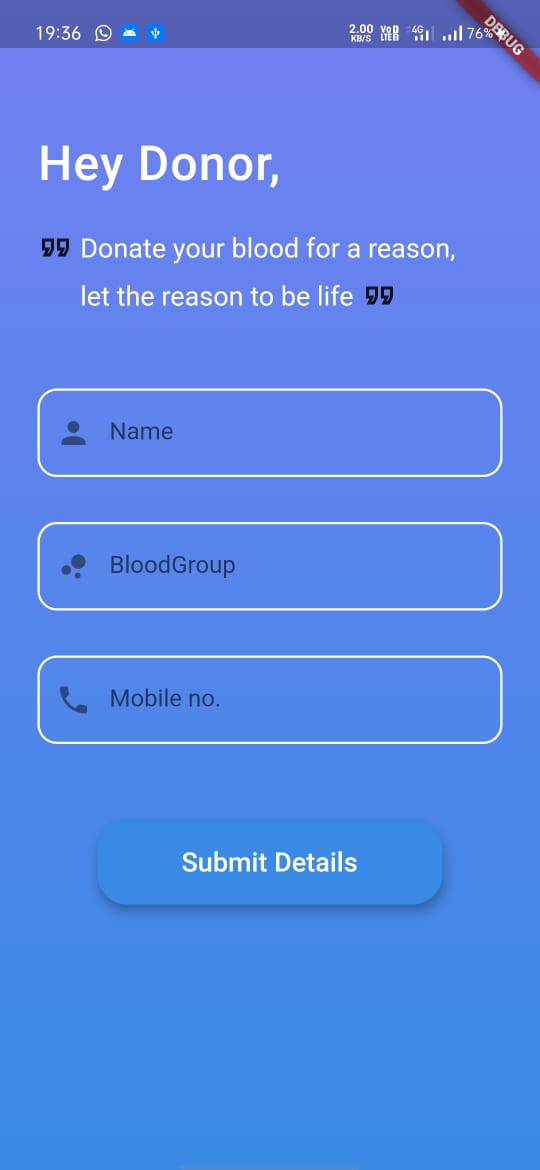 19:36 2.00 KB/S VoD LTE 4G 76%
DEBUG
Hey Donor,
Donate your blood for a reason,
let the reason to be life
Name
BloodGroup
Mobile no.
Submit Details